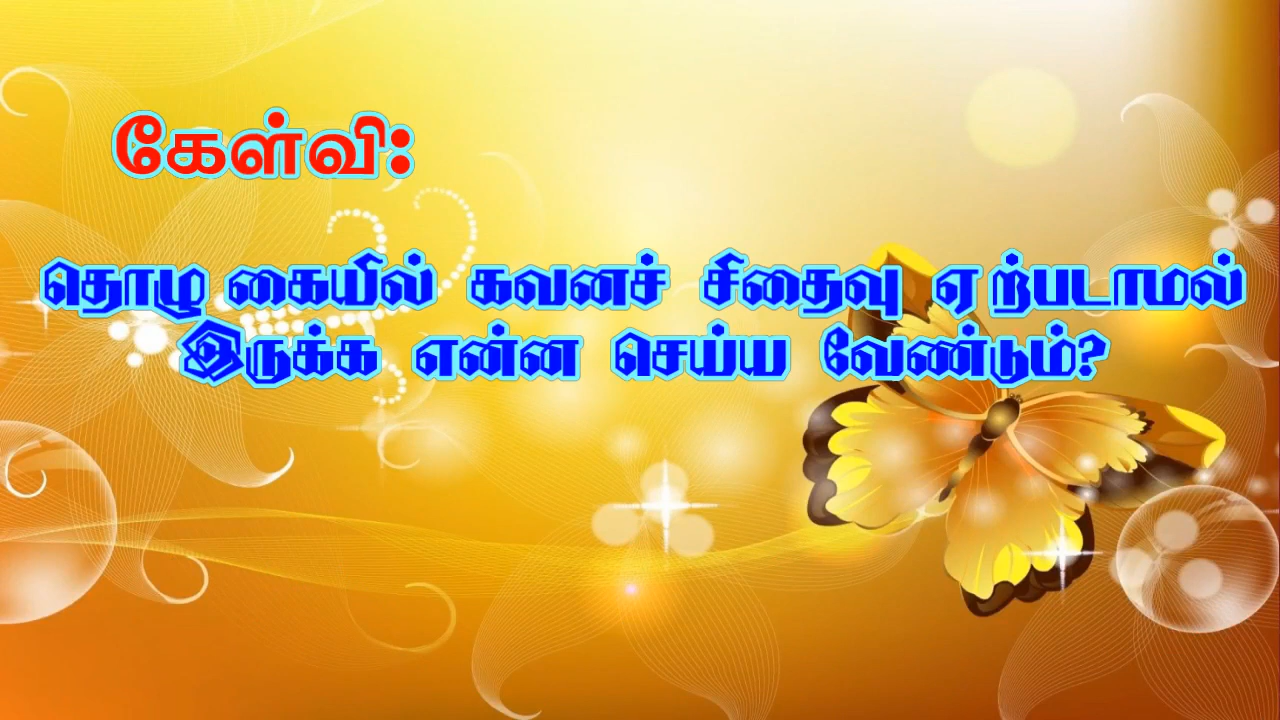 கேள்வி:
தொழுகையில் கவனச் சிதைவு ஏற்படாமல்
இருக்க என்ன செய்ய வேண்டும்?